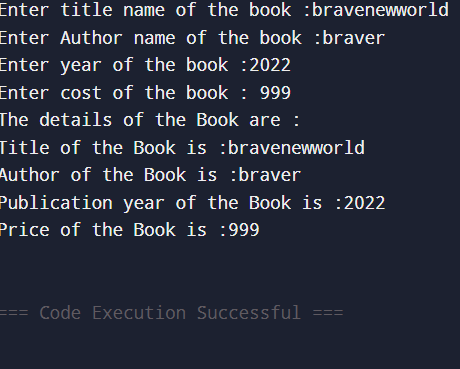 Enter title name of the book :bravenewworld
Enter Author name of the book :braver
Enter year of the book :2022
Enter cost of the book : 999
The details of the Book are :
Title of the Book is :bravenewworld
Author of the Book is :braver
Publication year of the Book is :2022
Price of the Book is :999
=== Code Execution Successful ===